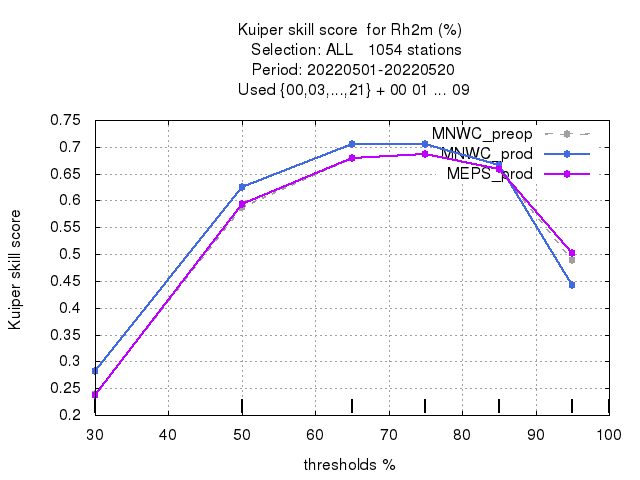 Kuiper skill score  for Rh2m (%)
Selection: ALL   1054 stations
Period: 20220501-20220520
Used {00,03,...,21} + 00 01 ... 09
MNWC_preop
MNWC_prod
MEPS_prod
Kuiper skill score
0.75
0.7
0.65
0.6
0.55
0.5
0.45
0.4
0.35
0.3
0.25
0.2
30 40 50 60 70 80 90 100
thresholds %